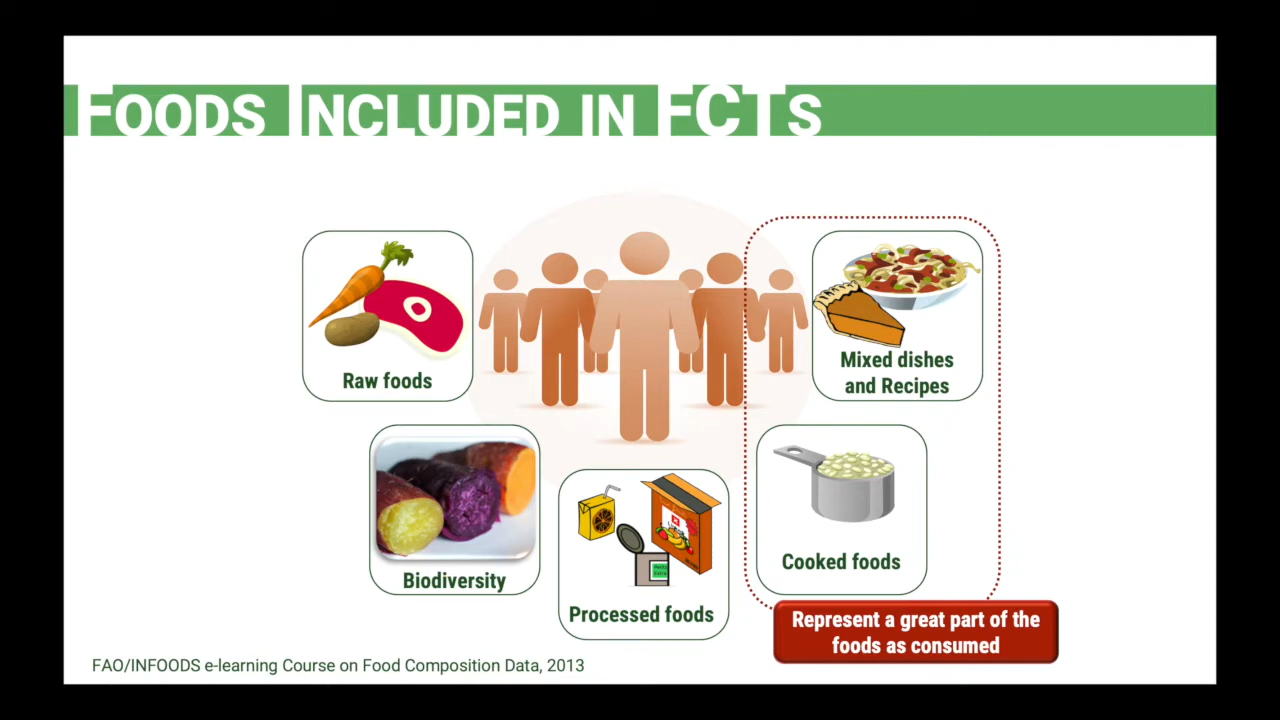 FOODS INCLUDED IN FCTS
Raw foods
Mixed dishes
and Recipes
Biodiversity
Processed foods
Cooked foods
Represent a great part of the
foods as consumed
FAO/INFOODS e-learning Course on Food Composition Data, 2013